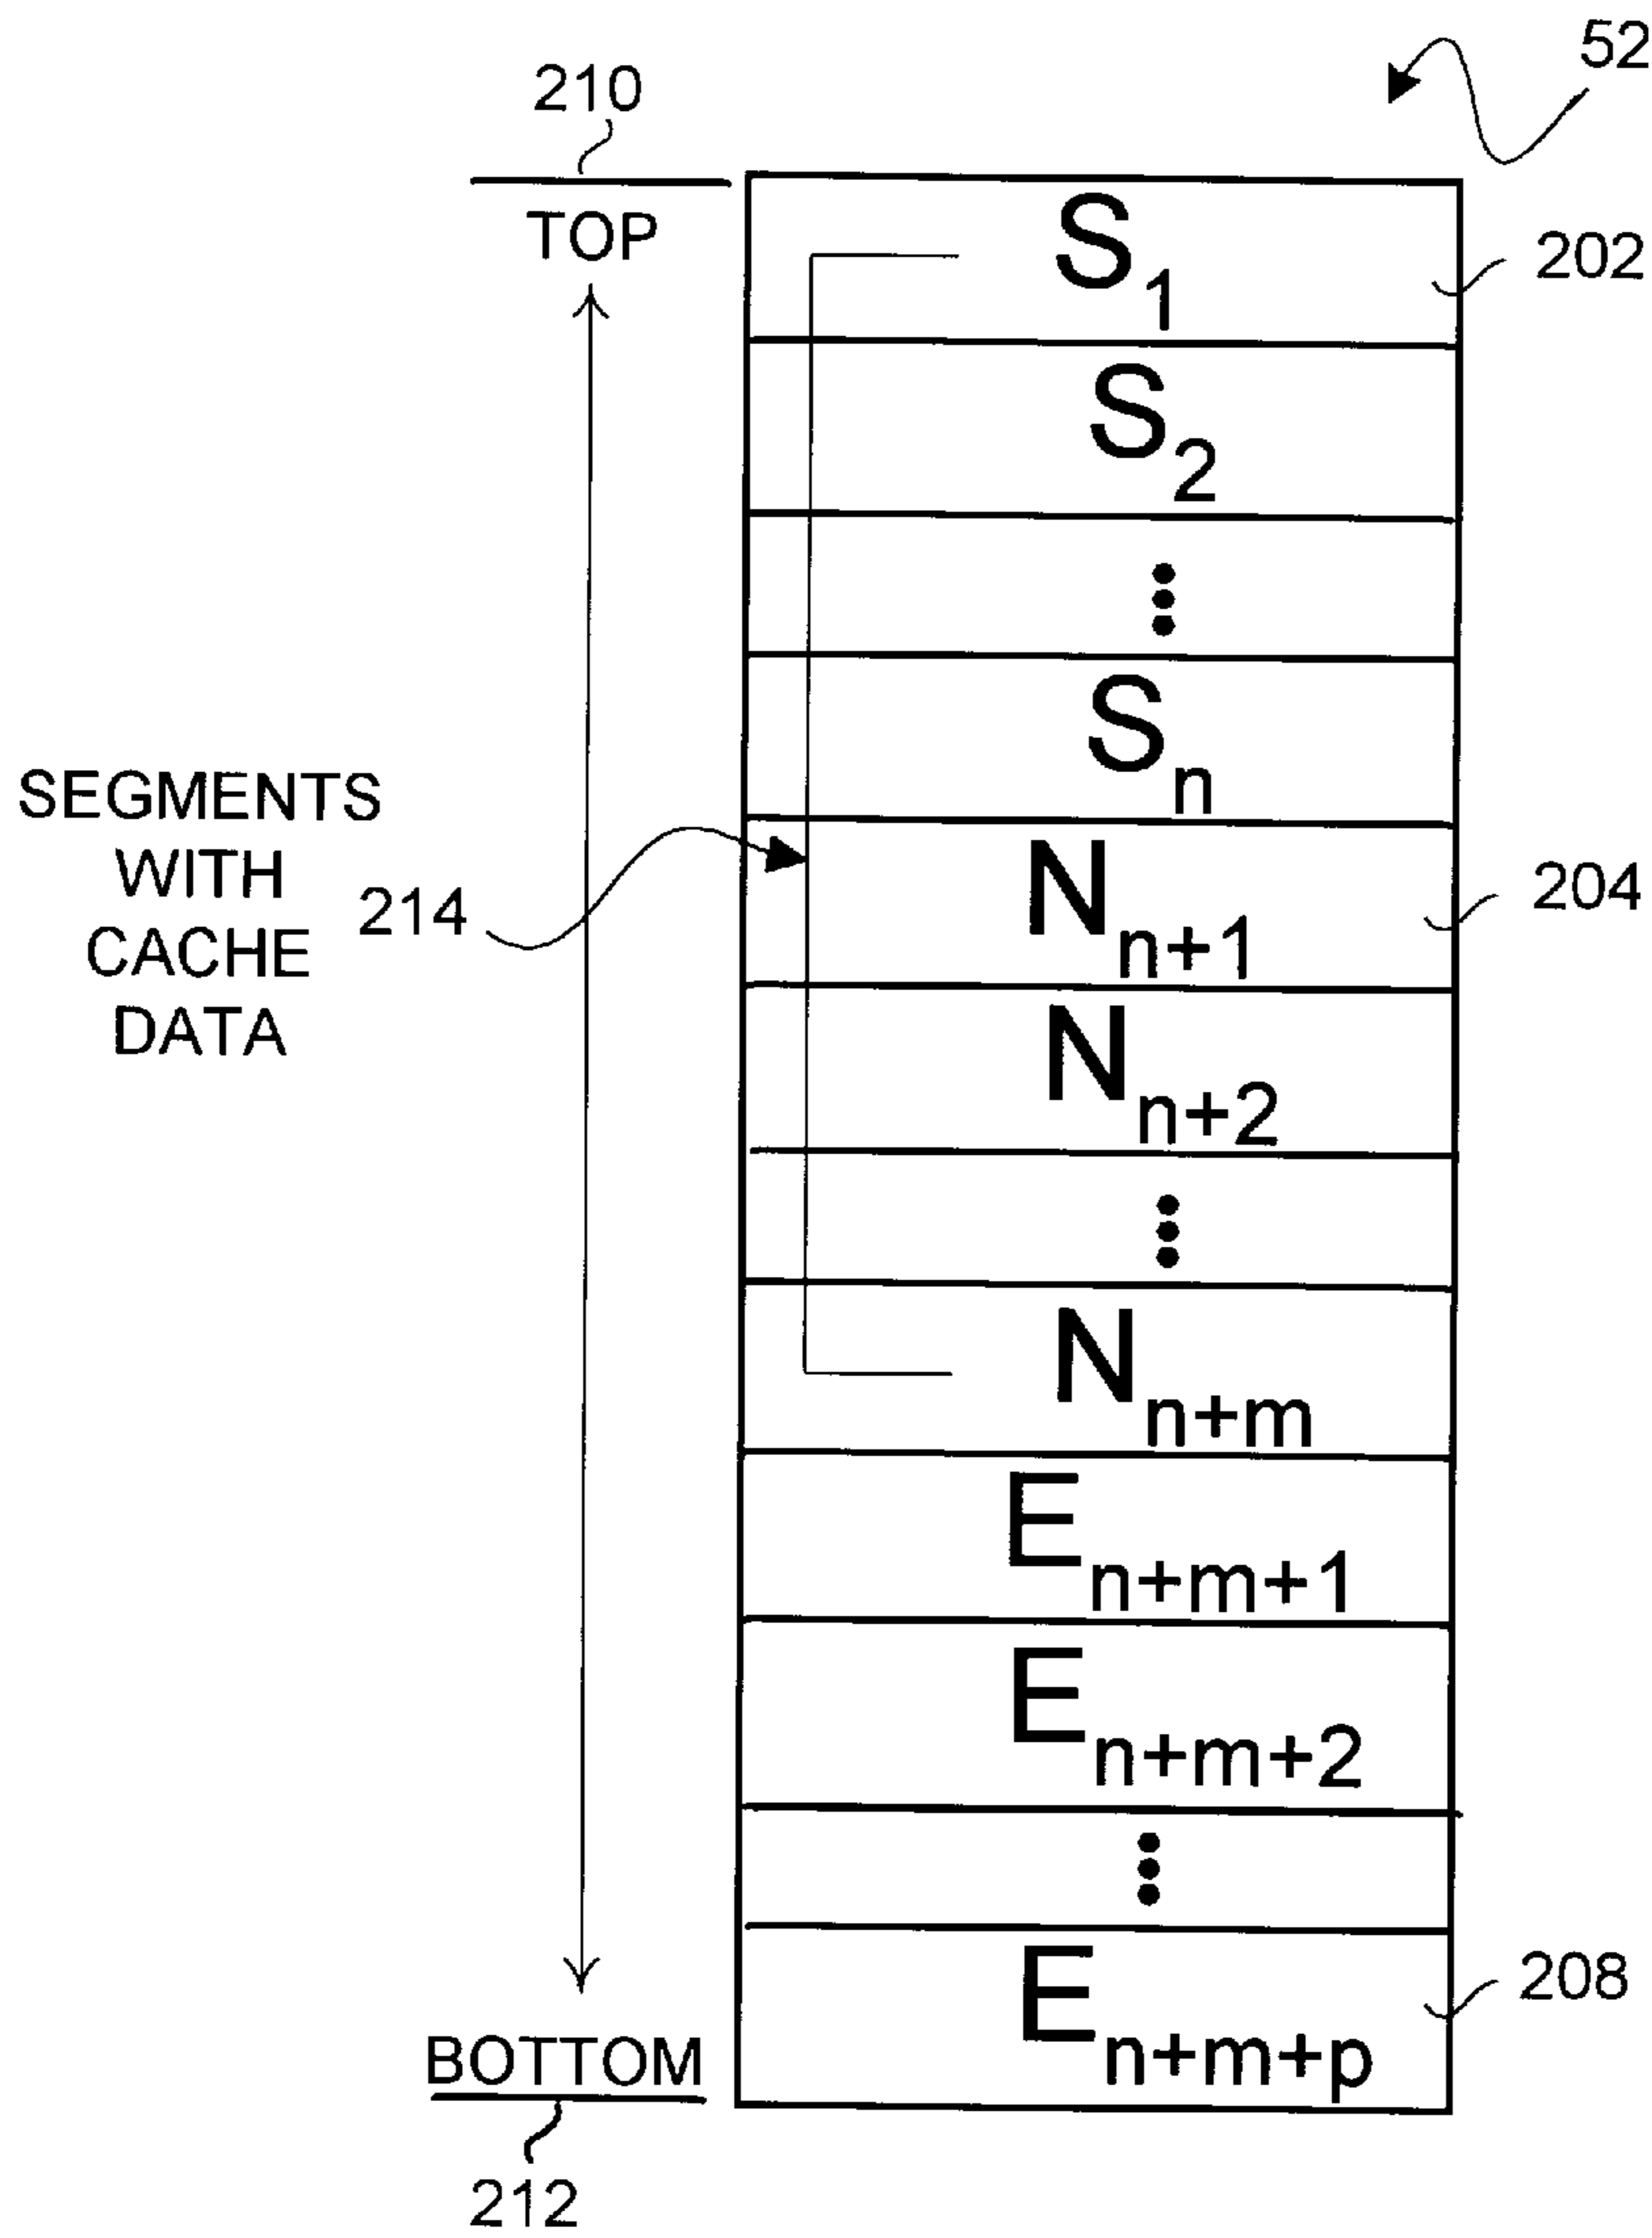 52
210
TOP
S1
202
S2
Sn
SEGMENTS
WITH
CACHE
DATA
214
Nn+1
204
Nn+2
Nn+m
En+m+1
En+m+2
En+m+p
208
BOTTOM
212